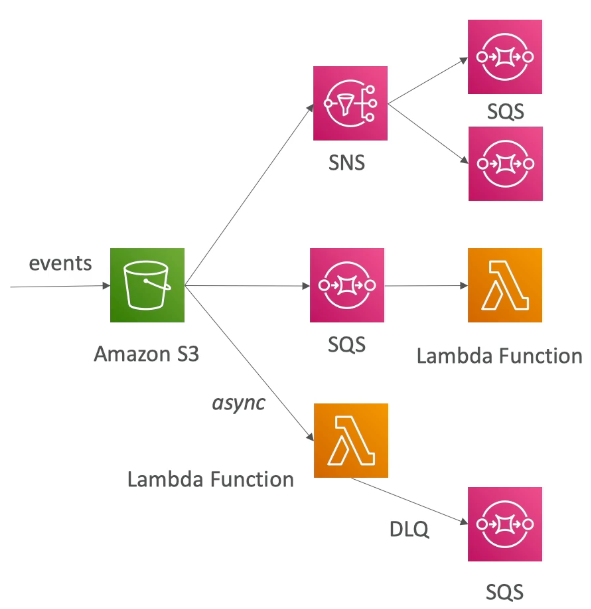 SQS
SNS
events
Amazon S3
SQS
Lambda Function
async
Lambda Function
DLQ
SQS